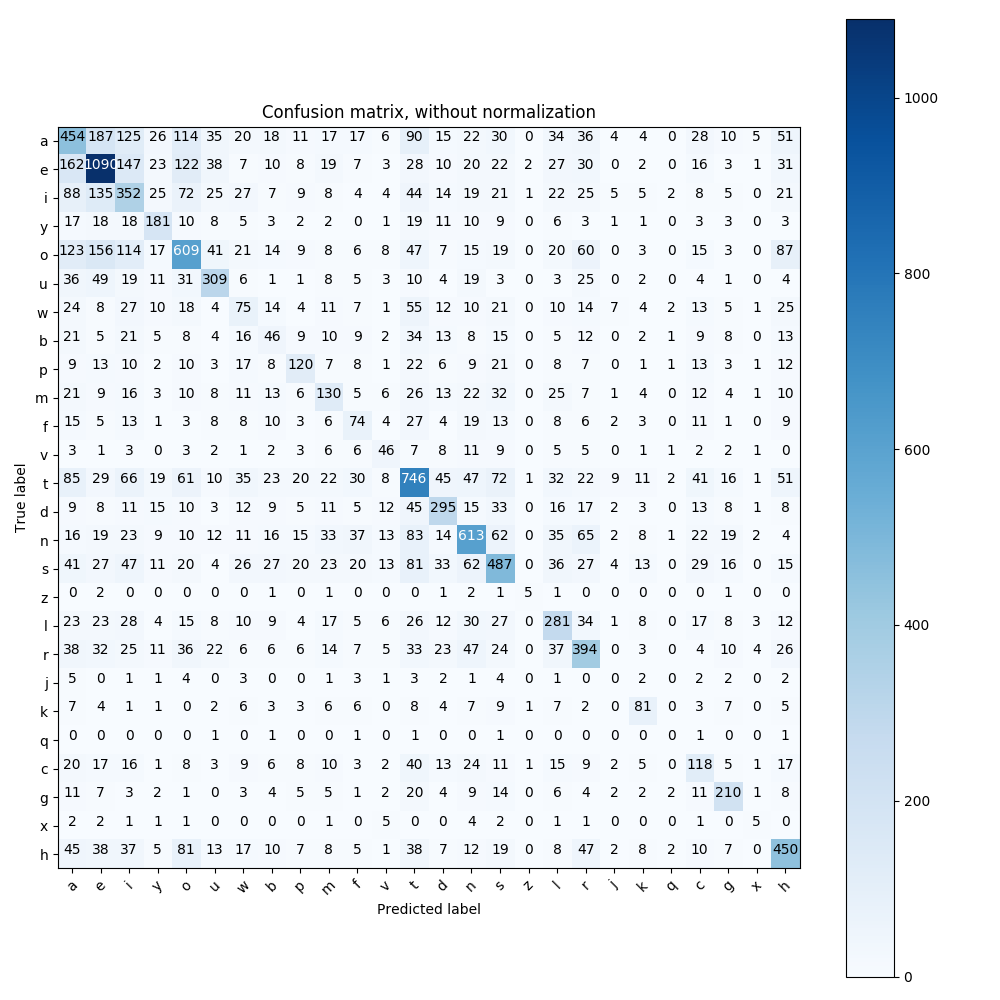 Confusion matrix, without normalization
a 454 187 125 26 114 35 20 18 11 17 17 6 90 15 22 30 0 34 36 4 4 0 28 10 5 51
e 162 1090 147 23 122 38 7 10 8 19 7 3 28 10 20 22 2 27 30 0 2 0 16 3 1 31
i 88 135 352 25 72 25 27 7 9 8 4 4 44 14 19 21 1 22 25 5 5 2 8 5 0 21
y 17 18 18 181 10 8 5 3 2 2 0 1 19 11 10 9 0 6 3 1 1 0 3 3 0 3
o 123 156 114 17 609 41 21 14 9 8 6 8 47 7 15 19 0 20 60 0 3 0 15 3 0 87
u 36 49 19 11 31 309 6 1 1 8 5 3 10 4 19 3 0 3 25 0 2 0 4 1 0 4
w 24 8 27 10 18 4 75 14 4 11 7 1 55 12 10 21 0 10 14 7 4 2 13 5 1 25
b 21 5 21 5 8 4 16 46 9 10 9 2 34 13 8 15 0 5 12 0 2 1 9 8 0 13
p 9 13 10 2 10 3 17 8 120 7 8 1 22 6 9 21 0 8 7 0 1 1 13 3 1 12
m 21 9 16 3 10 8 11 13 6 130 5 6 26 13 22 32 0 25 7 1 4 0 12 4 1 10
f 15 5 13 1 3 8 8 10 3 6 74 4 27 4 19 13 0 8 6 2 3 0 11 1 0 9
v 3 1 3 0 3 2 1 2 3 6 6 46 7 8 11 9 0 5 5 0 1 1 2 2 1 0
t 85 29 66 19 61 10 35 23 20 22 30 8 746 45 47 72 1 32 22 9 11 2 41 16 1 51
d 9 8 11 15 10 3 12 9 5 11 5 12 45 295 15 33 0 16 17 2 3 0 13 8 1 8
n 16 19 23 9 10 12 11 16 15 33 37 13 83 14 613 62 0 35 65 2 8 1 22 19 2 4
s 41 27 47 11 20 4 26 27 20 23 20 13 81 33 62 487 0 36 27 4 13 0 29 16 0 15
z 0 2 0 0 0 0 0 1 0 1 0 0 0 1 2 1 5 1 0 0 0 0 0 1 0 0
l 23 23 28 4 15 8 10 9 4 17 5 6 26 12 30 27 0 281 34 1 8 0 17 8 3 12
r 38 32 25 11 36 22 6 6 6 14 7 5 33 23 47 24 0 37 394 0 3 0 4 10 4 26
j 5 0 1 1 4 0 3 0 0 1 3 1 3 2 1 4 0 1 0 0 2 0 2 2 0 2
k 7 4 1 1 0 2 6 3 3 6 6 0 8 4 7 9 1 7 2 0 81 0 3 7 0 5
q 0 0 0 0 0 1 0 1 0 0 1 0 1 0 0 1 0 0 0 0 0 0 1 0 0 1
c 20 17 16 1 8 3 9 6 8 10 3 2 40 13 24 11 1 15 9 2 5 0 118 5 1 17
g 11 7 3 2 1 0 3 4 5 5 1 2 20 4 9 14 0 6 4 2 2 2 11 210 1 8
x 2 2 1 1 1 0 0 0 0 1 0 5 0 0 4 2 0 1 1 0 0 0 1 0 5 0
h 45 38 37 5 81 13 17 10 7 8 5 1 38 7 12 19 0 8 47 2 8 2 10 7 0 450
a e i y o u w b p m f v t d n s z l r j k q c g x h
Predicted label
True label
1000
800
600
400
200
0